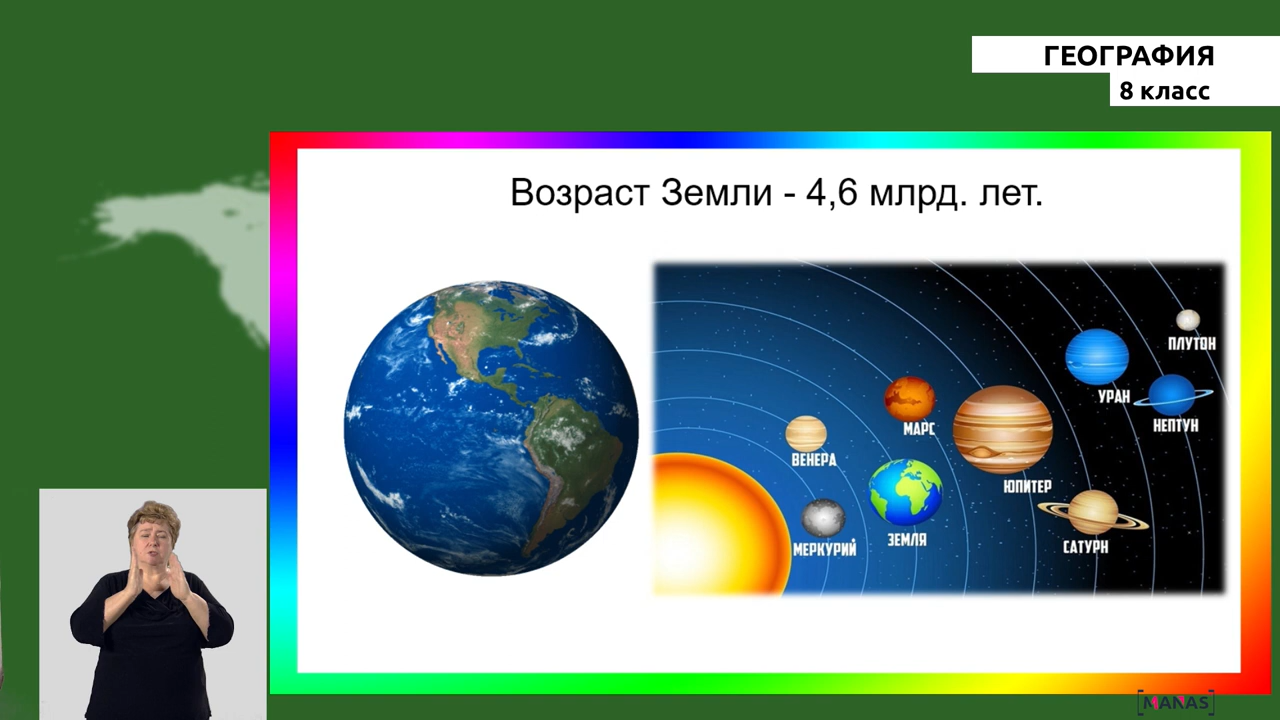 ГЕОГРАФИЯ
8 класс
Возраст Земли - 4,6 млрд. лет.
ПЛУТОН
УРАН
НЕПТУН
МАРС
ВЕНЕРА
ЮПИТЕР
ЗЕМЛЯ
МЕРКУРИЙ
САТУРН
[MANAS]